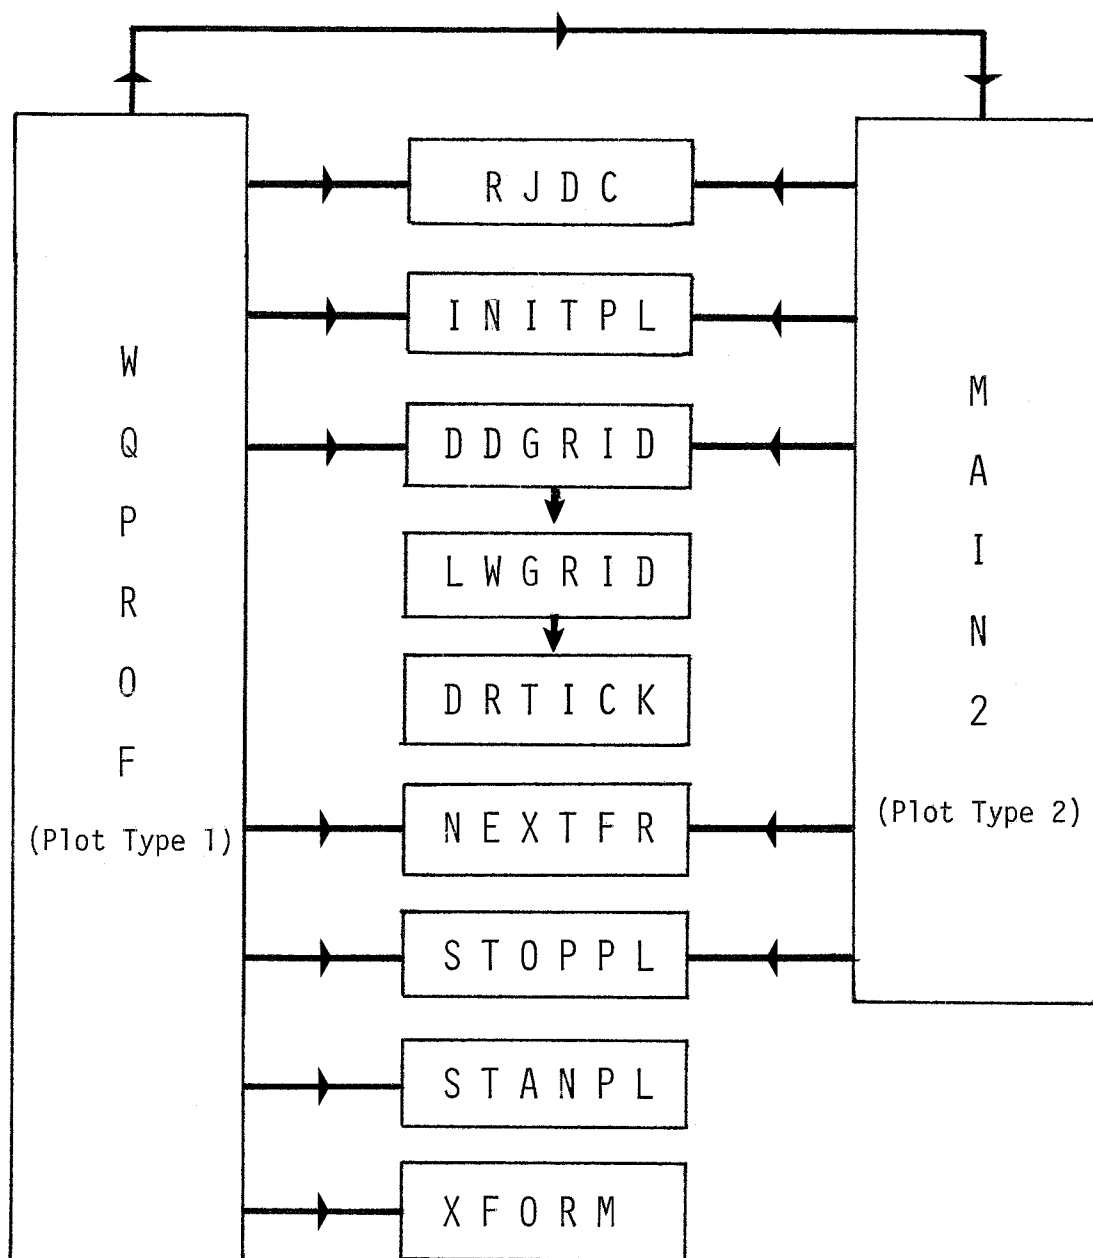 RJDC
INITPL
DDGRID
LWGRID
DRTICK
NEXTFR
STOPPL
STANPL
XFORM
WQPROF
(Plot Type 1)
MAIN2
(Plot Type 2)